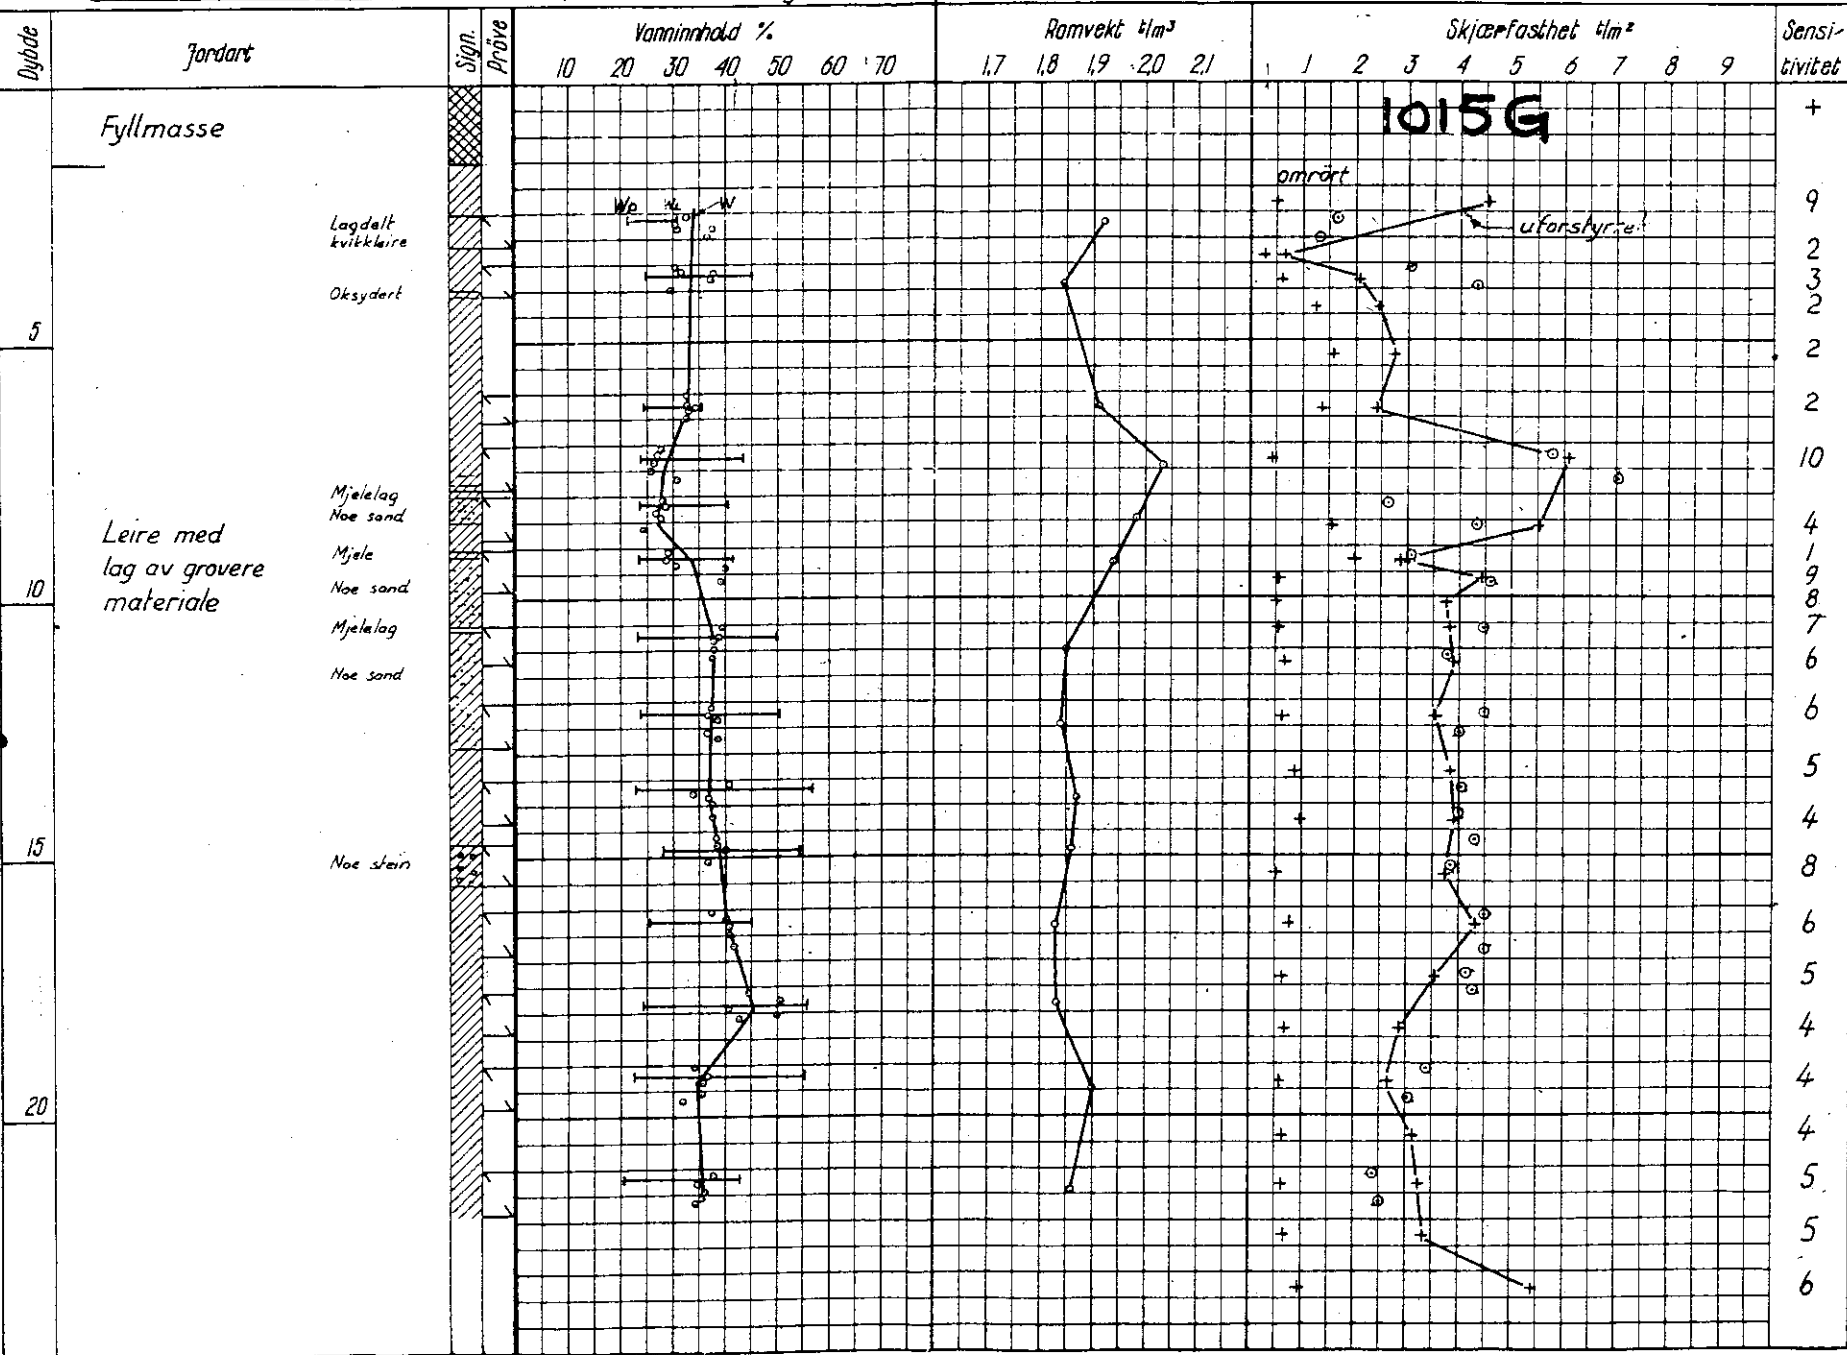 Dybde Jordart Sign. Pröve Vanninnhold % Romvekt t/m³ Skjærfasthet t/m² Sensi-tivitet
10 20 30 40 50 60 70 1,7 1,8 1,9 2,0 2,1 1 2 3 4 5 6 7 8 9
1015G
+
Fyllmasse
omrört
9
Wp W
Lagdelt
kvikkleire
uforstyrret
2
3
Oksydert
2
5
2
2
10
Mjelelag
Noe sand
4
Leire med
lag av grovere
materiale
Mjele
1
9
10
Noe sand
8
Mjelelag
7
6
Noe sand
6
5
4
15
Noe stein
8
6
5
4
4
20
4
5
5
6